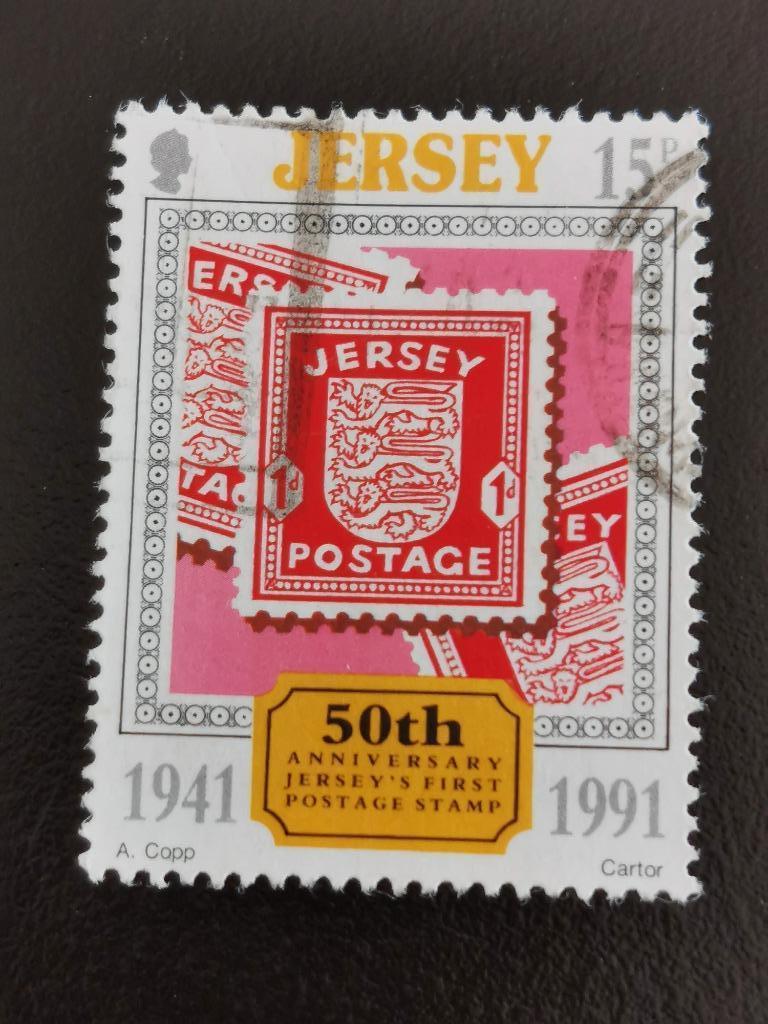 JERSEY 15P
ERS
TAG
JERSEY
1d 1d
POSTAGE
EY
50th
ANNIVERSARY
JERSEY'S FIRST
POSTAGE STAMP
1941 1991
A. Copp
Cartor